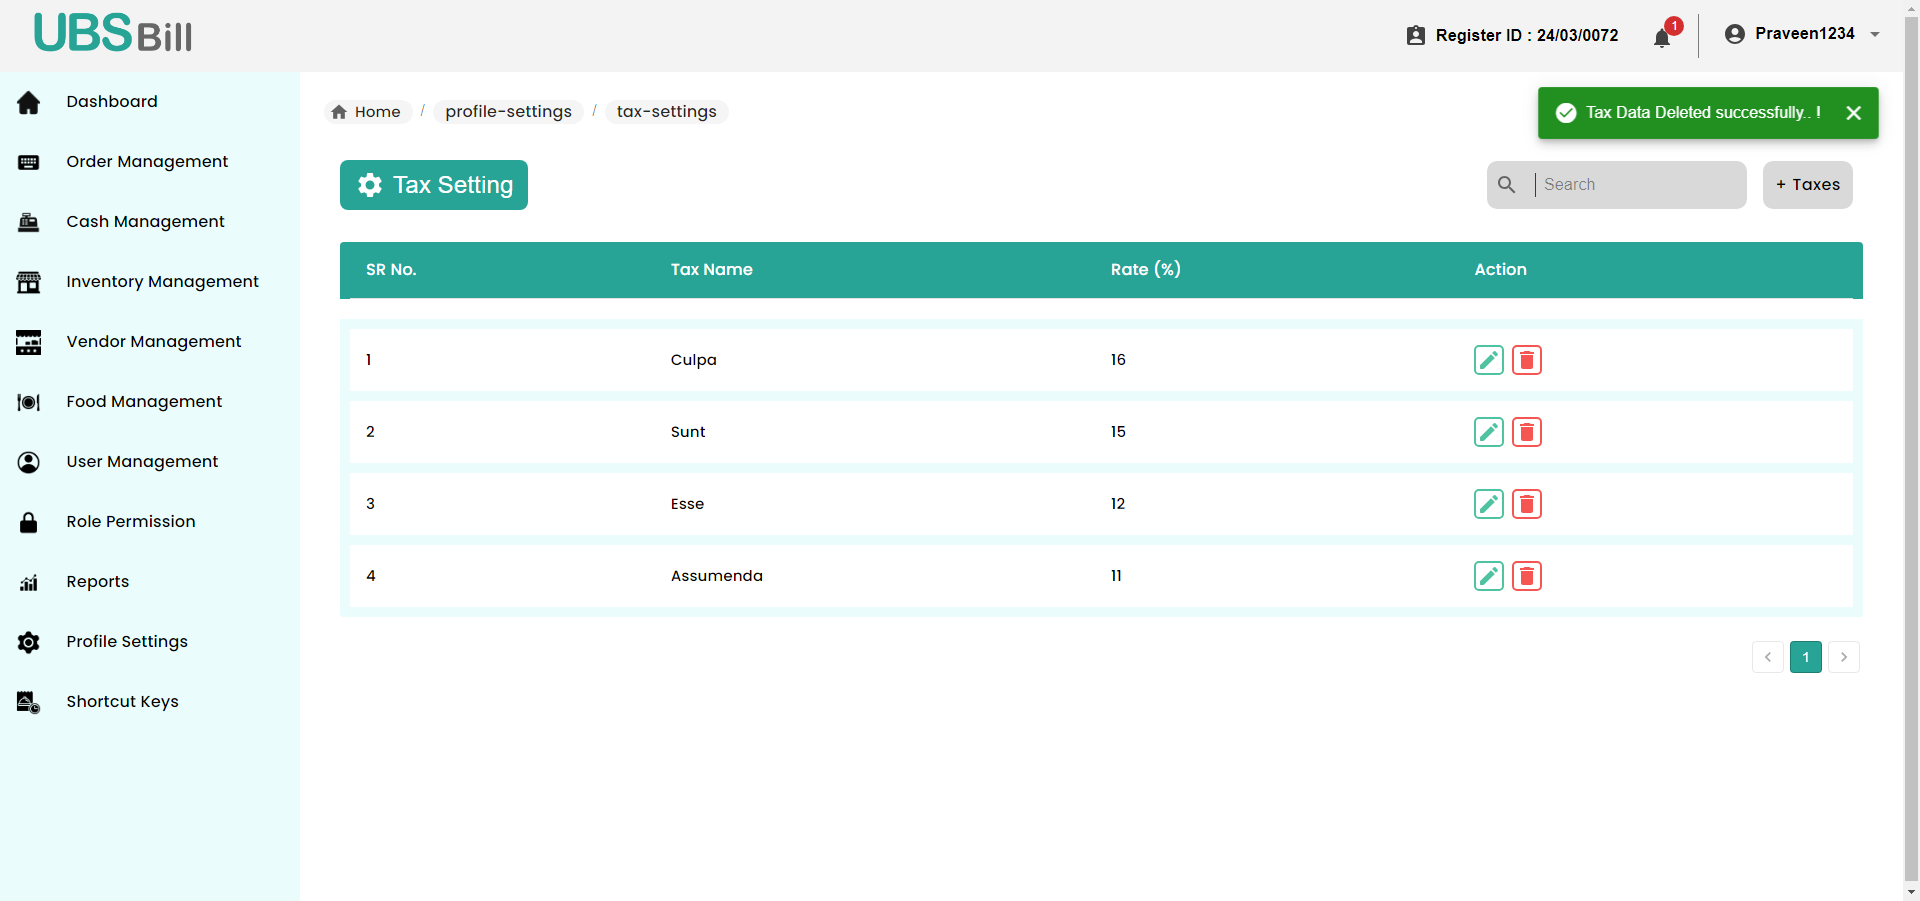 UBS Bill
Register ID : 24/03/0072
1
Praveen1234
Dashboard
Order Management
Cash Management
Inventory Management
Vendor Management
Food Management
User Management
Role Permission
Reports
Profile Settings
Shortcut Keys
Home / profile-settings / tax-settings
Tax Data Deleted successfully.. !
Tax Setting
Search
+ Taxes
SR No. Tax Name Rate (%) Action
1 Culpa 16
2 Sunt 15
3 Esse 12
4 Assumenda 11
< 1 >